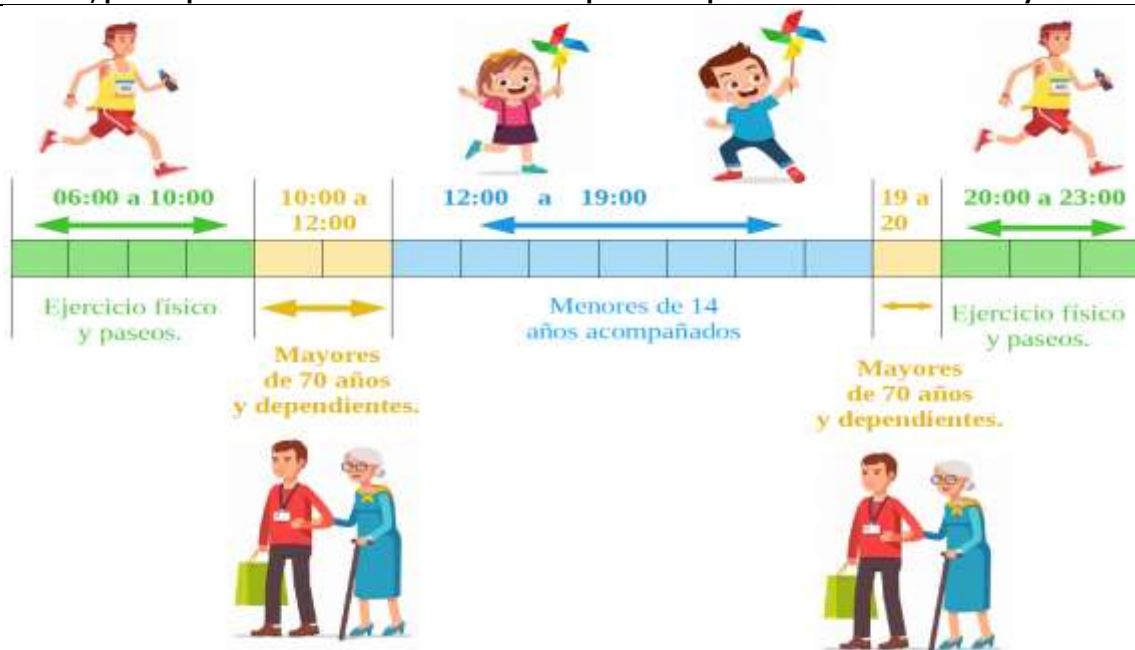 06:00 a 10:00
10:00 a
12:00
12:00 a 19:00
19 a
20
20:00 a 23:00
Ejercicio físico
y paseos.
Menores de 14
años acompañados
Ejercicio físico
y paseos.
Mayores
de 70 años
y dependientes.
Mayores
de 70 años
y dependientes.